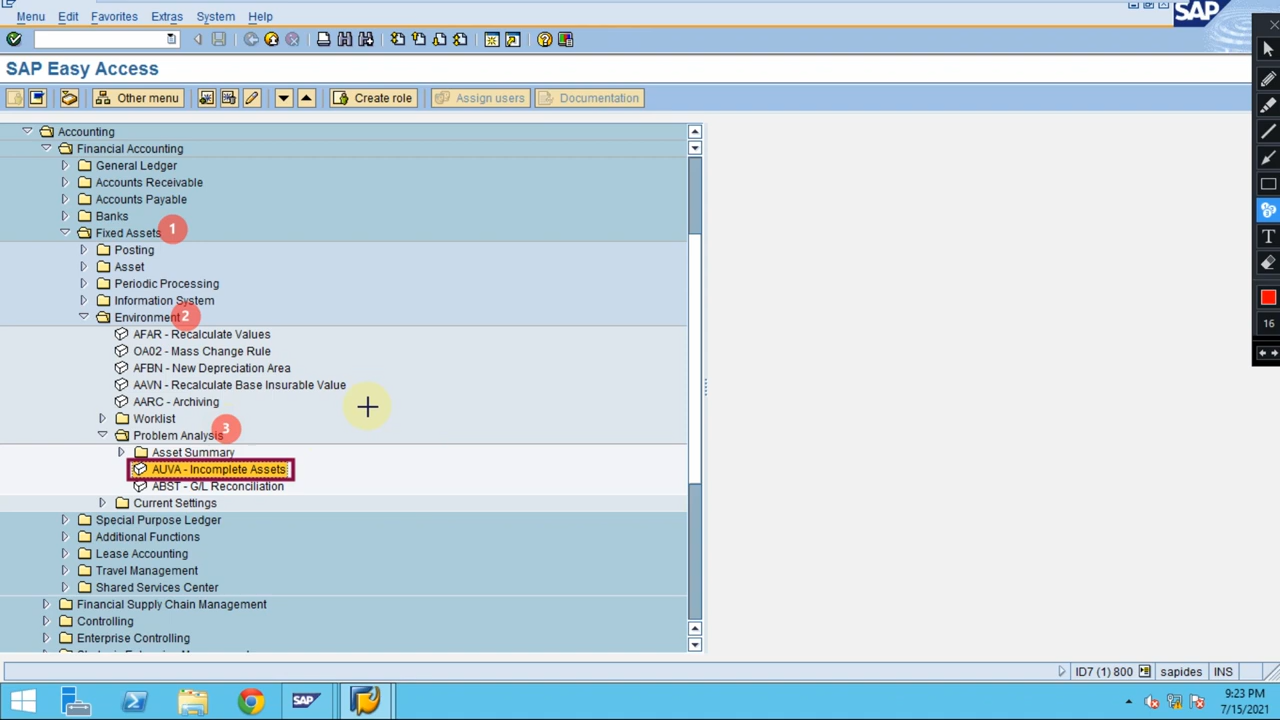 Menu Edit Favorites Extras System Help
SAP
SAP Easy Access
Other menu Create role Assign users Documentation
Accounting
Financial Accounting
General Ledger
Accounts Receivable
Accounts Payable
Banks
Fixed Assets 1
Posting
Asset
Periodic Processing
Information System
Environment 2
AFAR - Recalculate Values
OA02 - Mass Change Rule
AFBN - New Depreciation Area
AAVN - Recalculate Base Insurable Value
AARC - Archiving
Worklist
Problem Analysis 3
Asset Summary
AUVA - Incomplete Assets
ABST - G/L Reconciliation
Current Settings
Special Purpose Ledger
Additional Functions
Lease Accounting
Travel Management
Shared Services Center
Financial Supply Chain Management
Controlling
Enterprise Controlling
T
16
ID7 (1) 800 sapides INS
SAP
9:23 PM
7/15/2021